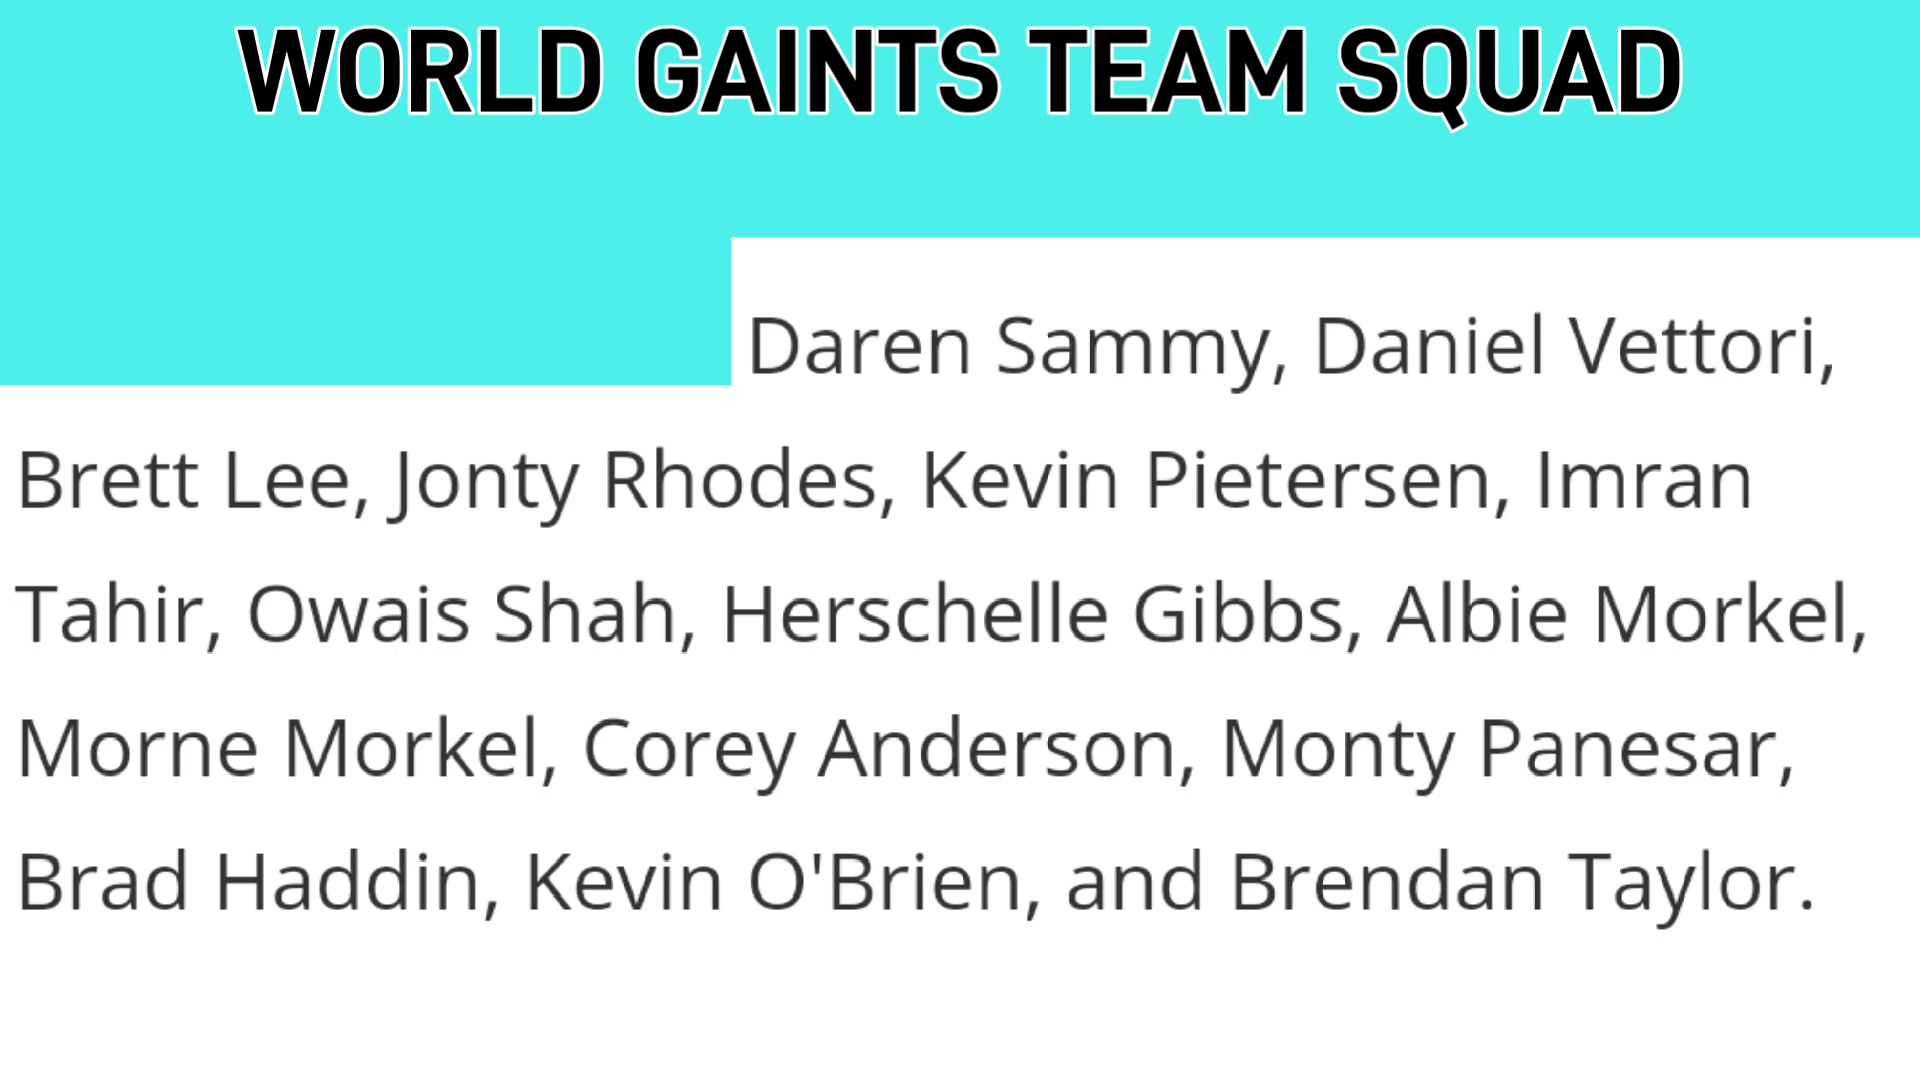 WORLD GAINTS TEAM SQUAD
Daren Sammy, Daniel Vettori,
Brett Lee, Jonty Rhodes, Kevin Pietersen, Imran
Tahir, Owais Shah, Herschelle Gibbs, Albie Morkel,
Morne Morkel, Corey Anderson, Monty Panesar,
Brad Haddin, Kevin O'Brien, and Brendan Taylor.